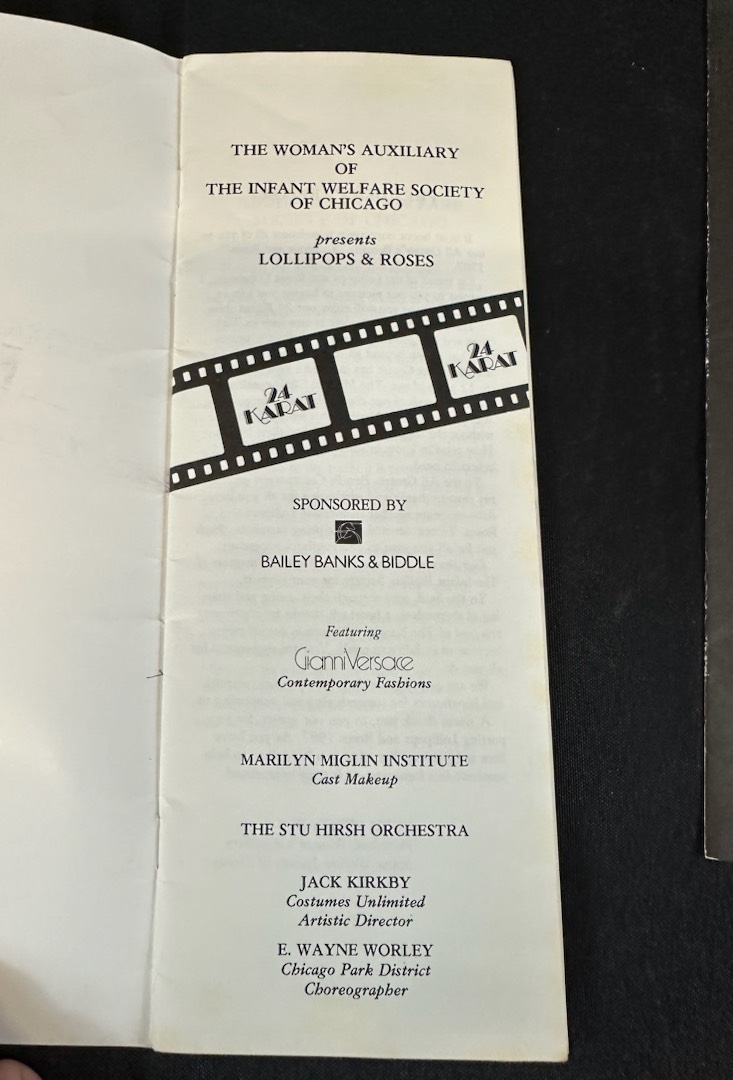 THE WOMAN'S AUXILIARY
OF
THE INFANT WELFARE SOCIETY
OF CHICAGO
presents
LOLLIPOPS & ROSES
24
KARAT
24
KARAT
SPONSORED BY
BAILEY BANKS & BIDDLE
Featuring
Gianni Versace
Contemporary Fashions
MARILYN MIGLIN INSTITUTE
Cast Makeup
THE STU HIRSH ORCHESTRA
JACK KIRKBY
Costumes Unlimited
Artistic Director
E. WAYNE WORLEY
Chicago Park District
Choreographer